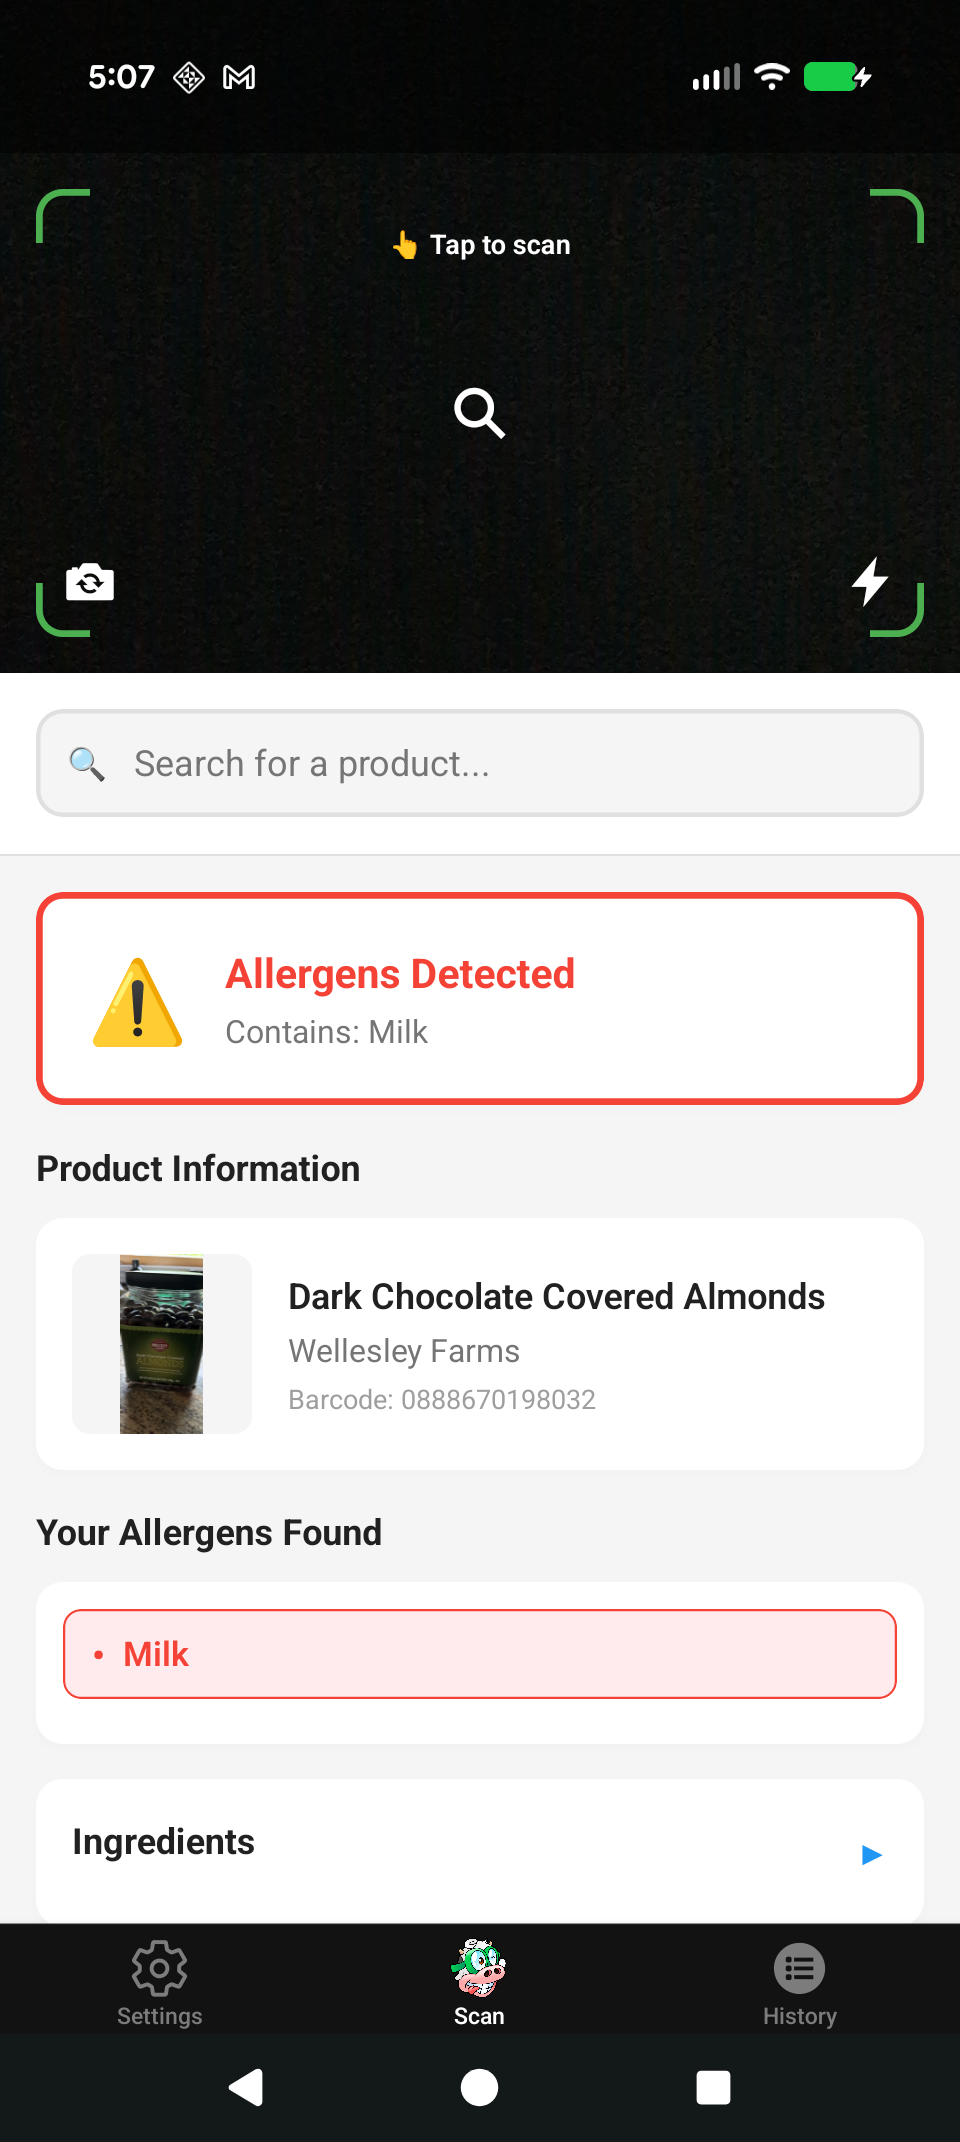 5:07
Tap to scan
Search for a product...
Allergens Detected
Contains: Milk
Product Information
Dark Chocolate Covered Almonds
Wellesley Farms
Barcode: 0888670198032
ALMONDS
Your Allergens Found
• Milk
Ingredients
Settings
Scan
History